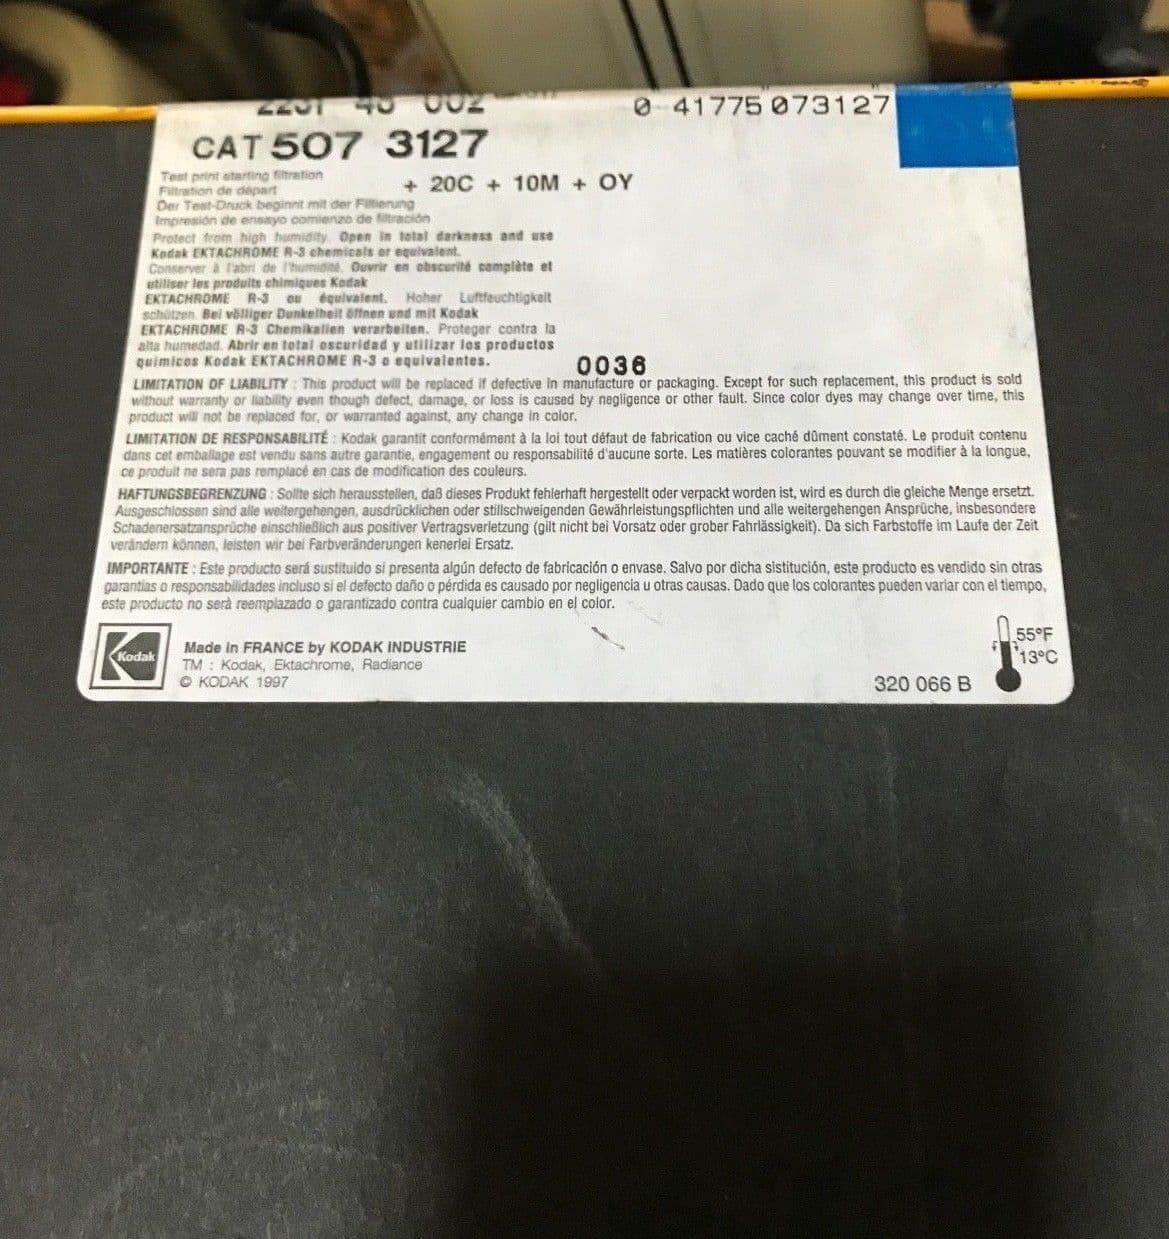 2231 40 002
0 41775 073127
CAT 507 3127
Test print starting filtration
Filtration de départ
+ 20C + 10M + OY
Der Test-Druck beginnt mit der Filtierung
Impresión de ensayo comienzo de filtración
Protect from high humidity. Open in total darkness and use
Kodak EKTACHROME R-3 chemicals or equivalent.
Conserver à l'abri de l'humidité. Ouvrir en obscurité complète et
utiliser les produits chimiques Kodak
EKTACHROME R-3 ou équivalent. Hoher Luftfeuchtigkeit
schützen. Bei völliger Dunkelheit öffnen und mit Kodak
EKTACHROME R-3 Chemikalien verarbeiten. Proteger contra la
alta humedad. Abrir en total oscuridad y utilizar los productos
químicos Kodak EKTACHROME R-3 o equivalentes.
0036
LIMITATION OF LIABILITY : This product will be replaced if defective in manufacture or packaging. Except for such replacement, this product is sold
without warranty or liability even though defect, damage, or loss is caused by negligence or other fault. Since color dyes may change over time, this
product will not be replaced for, or warranted against, any change in color.
LIMITATION DE RESPONSABILITÉ : Kodak garantit conformément à la loi tout défaut de fabrication ou vice caché dûment constaté. Le produit contenu
dans cet emballage est vendu sans autre garantie, engagement ou responsabilité d'aucune sorte. Les matières colorantes pouvant se modifier à la longue,
ce produit ne sera pas remplacé en cas de modification des couleurs.
HAFTUNGSBEGRENZUNG : Sollte sich herausstellen, daß dieses Produkt fehlerhaft hergestellt oder verpackt worden ist, wird es durch die gleiche Menge ersetzt.
Ausgeschlossen sind alle weitergehengen, ausdrücklichen oder stillschweigenden Gewährleistungspflichten und alle weitergehengen Ansprüche, insbesondere
Schadenersatzansprüche einschließlich aus positiver Vertragsverletzung (gilt nicht bei Vorsatz oder grober Fahrlässigkeit). Da sich Farbstoffe im Laufe der Zeit
verändern können, leisten wir bei Farbveränderungen kenerlei Ersatz.
IMPORTANTE : Este producto será sustituido si presenta algún defecto de fabricación o envase. Salvo por dicha sistitución, este producto es vendido sin otras
garantias o responsabilidades incluso si el defecto daño o pérdida es causado por negligencia u otras causas. Dado que los colorantes pueden variar con el tiempo,
este producto no serà reemplazado o garantizado contra cualquier cambio en el color.
Kodak
Made in FRANCE by KODAK INDUSTRIE
TM : Kodak, Ektachrome, Radiance
© KODAK 1997
320 066 B
55°F
13°C